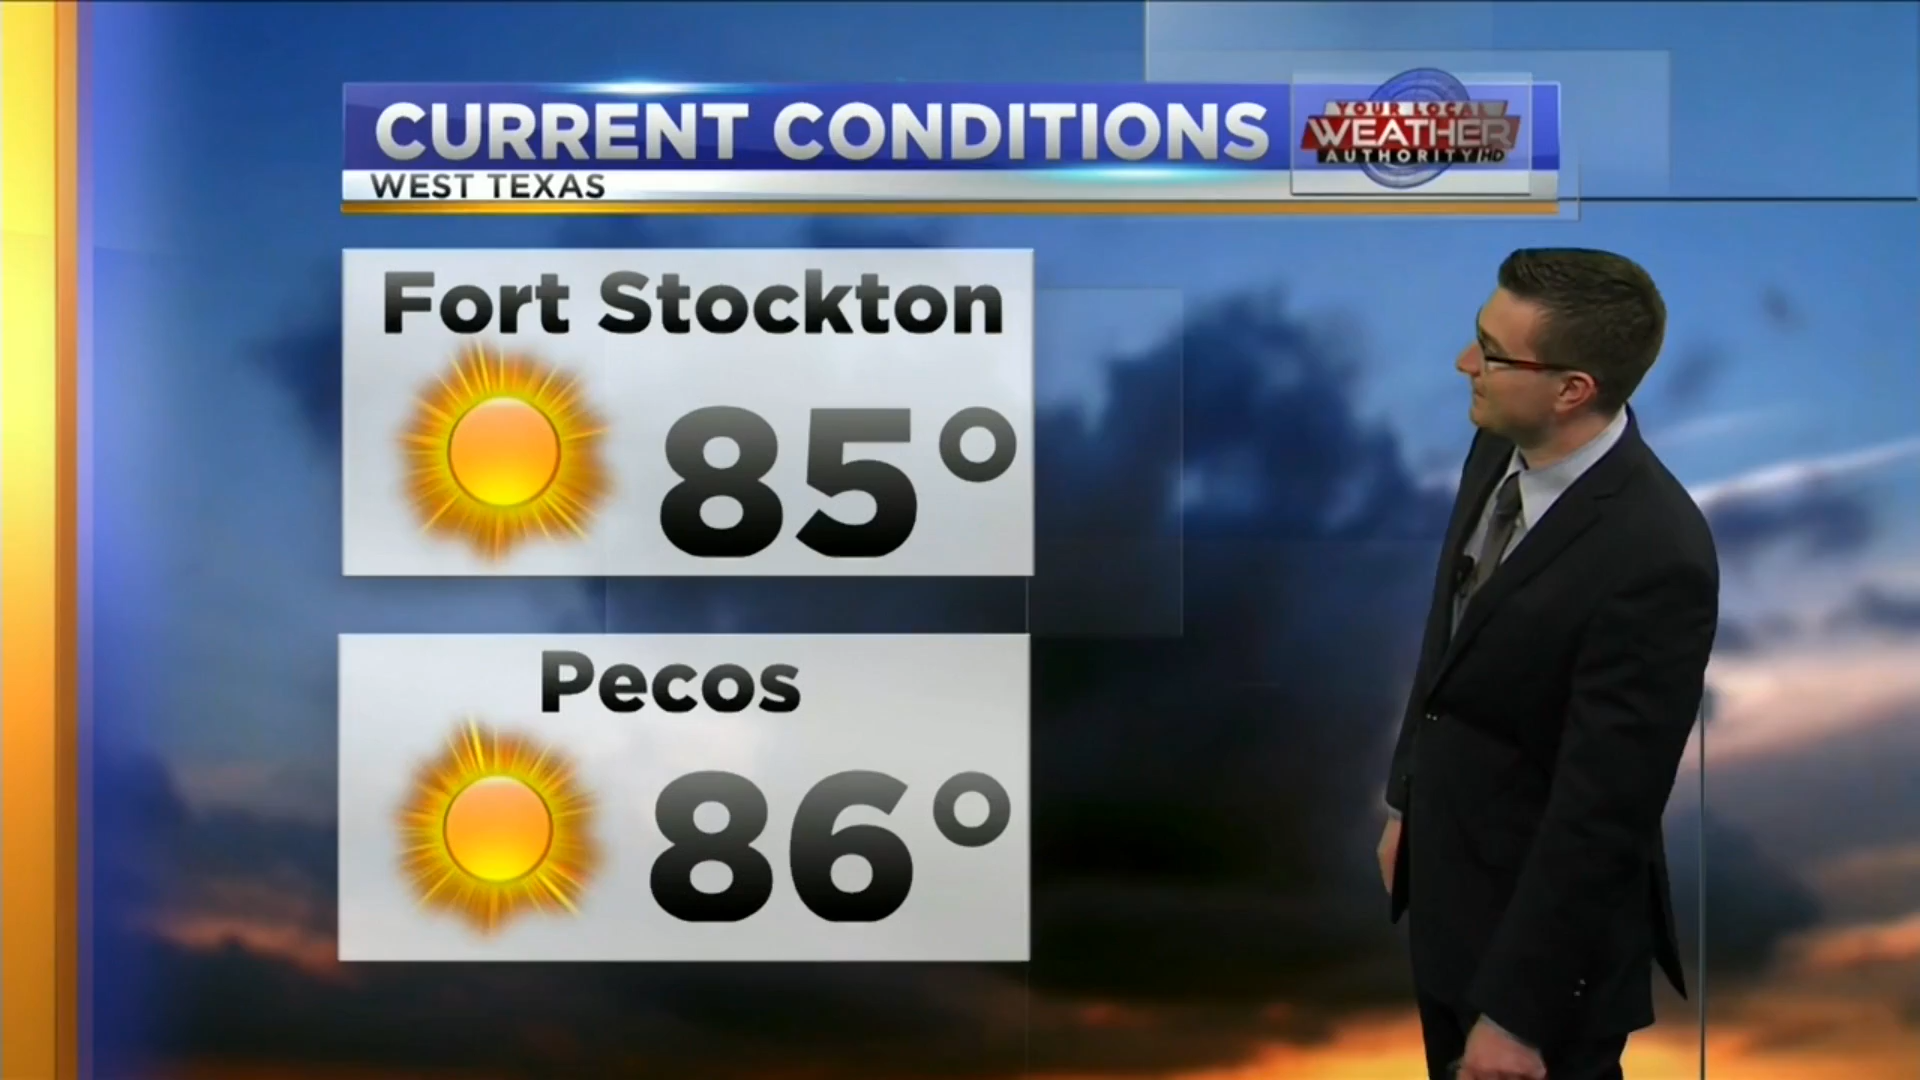 CURRENT CONDITIONS
YOUR LOCAL
WEATHER
AUTHORITY HD
WEST TEXAS
Fort Stockton
85°
Pecos
86°